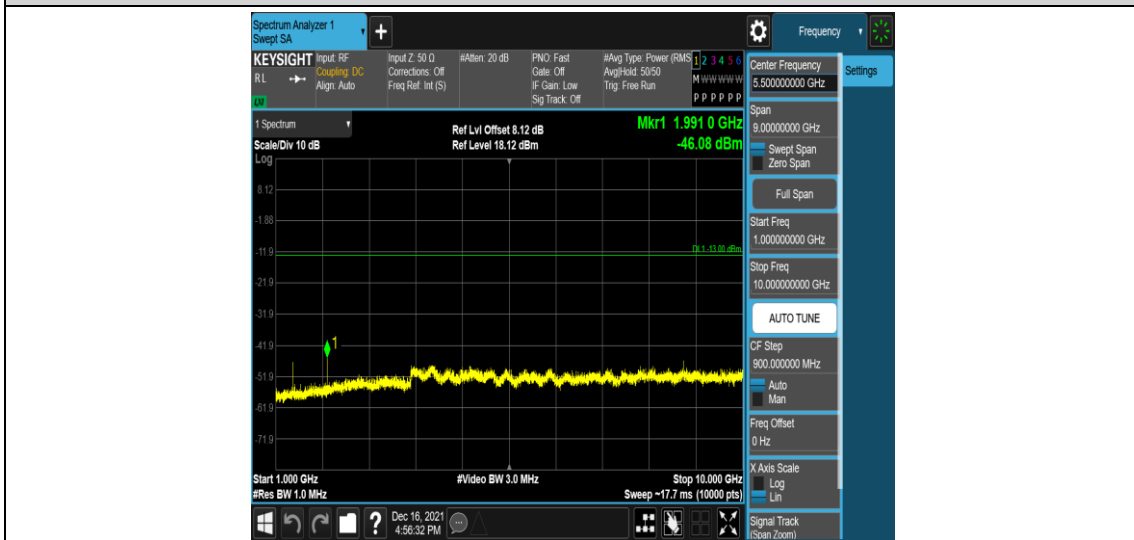 Spectrum Analyzer 1
Swept SA
+
Frequency
KEYSIGHT
RL
LXI
Input: RF
Coupling: DC
Align: Auto
Input Z: 50 Ω
Corrections: Off
Freq Ref: Int (S)
#Atten: 20 dB
PNO: Fast
Gate: Off
IF Gain: Low
Sig Track: Off
#Avg Type: Power (RMS
Avg|Hold: 50/50
Trig: Free Run
1 2 3 4 5 6
M W W W W W
P P P P P P
1 Spectrum
Scale/Div 10 dB
Log
Ref Lvl Offset 8.12 dB
Ref Level 18.12 dBm
Mkr1 1.991 0 GHz
-46.08 dBm
8.12
-1.88
-11.9
-21.9
-31.9
-41.9
-51.9
-61.9
-71.9
DL1 -13.00 dBm
1
Start 1.000 GHz
#Res BW 1.0 MHz
#Video BW 3.0 MHz
Stop 10.000 GHz
Sweep ~17.7 ms (10000 pts)
Center Frequency
5.500000000 GHz
Settings
Span
9.00000000 GHz
Swept Span
Zero Span
Full Span
Start Freq
1.000000000 GHz
Stop Freq
10.000000000 GHz
AUTO TUNE
CF Step
900.000000 MHz
Auto
Man
Freq Offset
0 Hz
X Axis Scale
Log
Lin
Signal Track
(Span Zoom)
?
Dec 16, 2021
4:56:32 PM